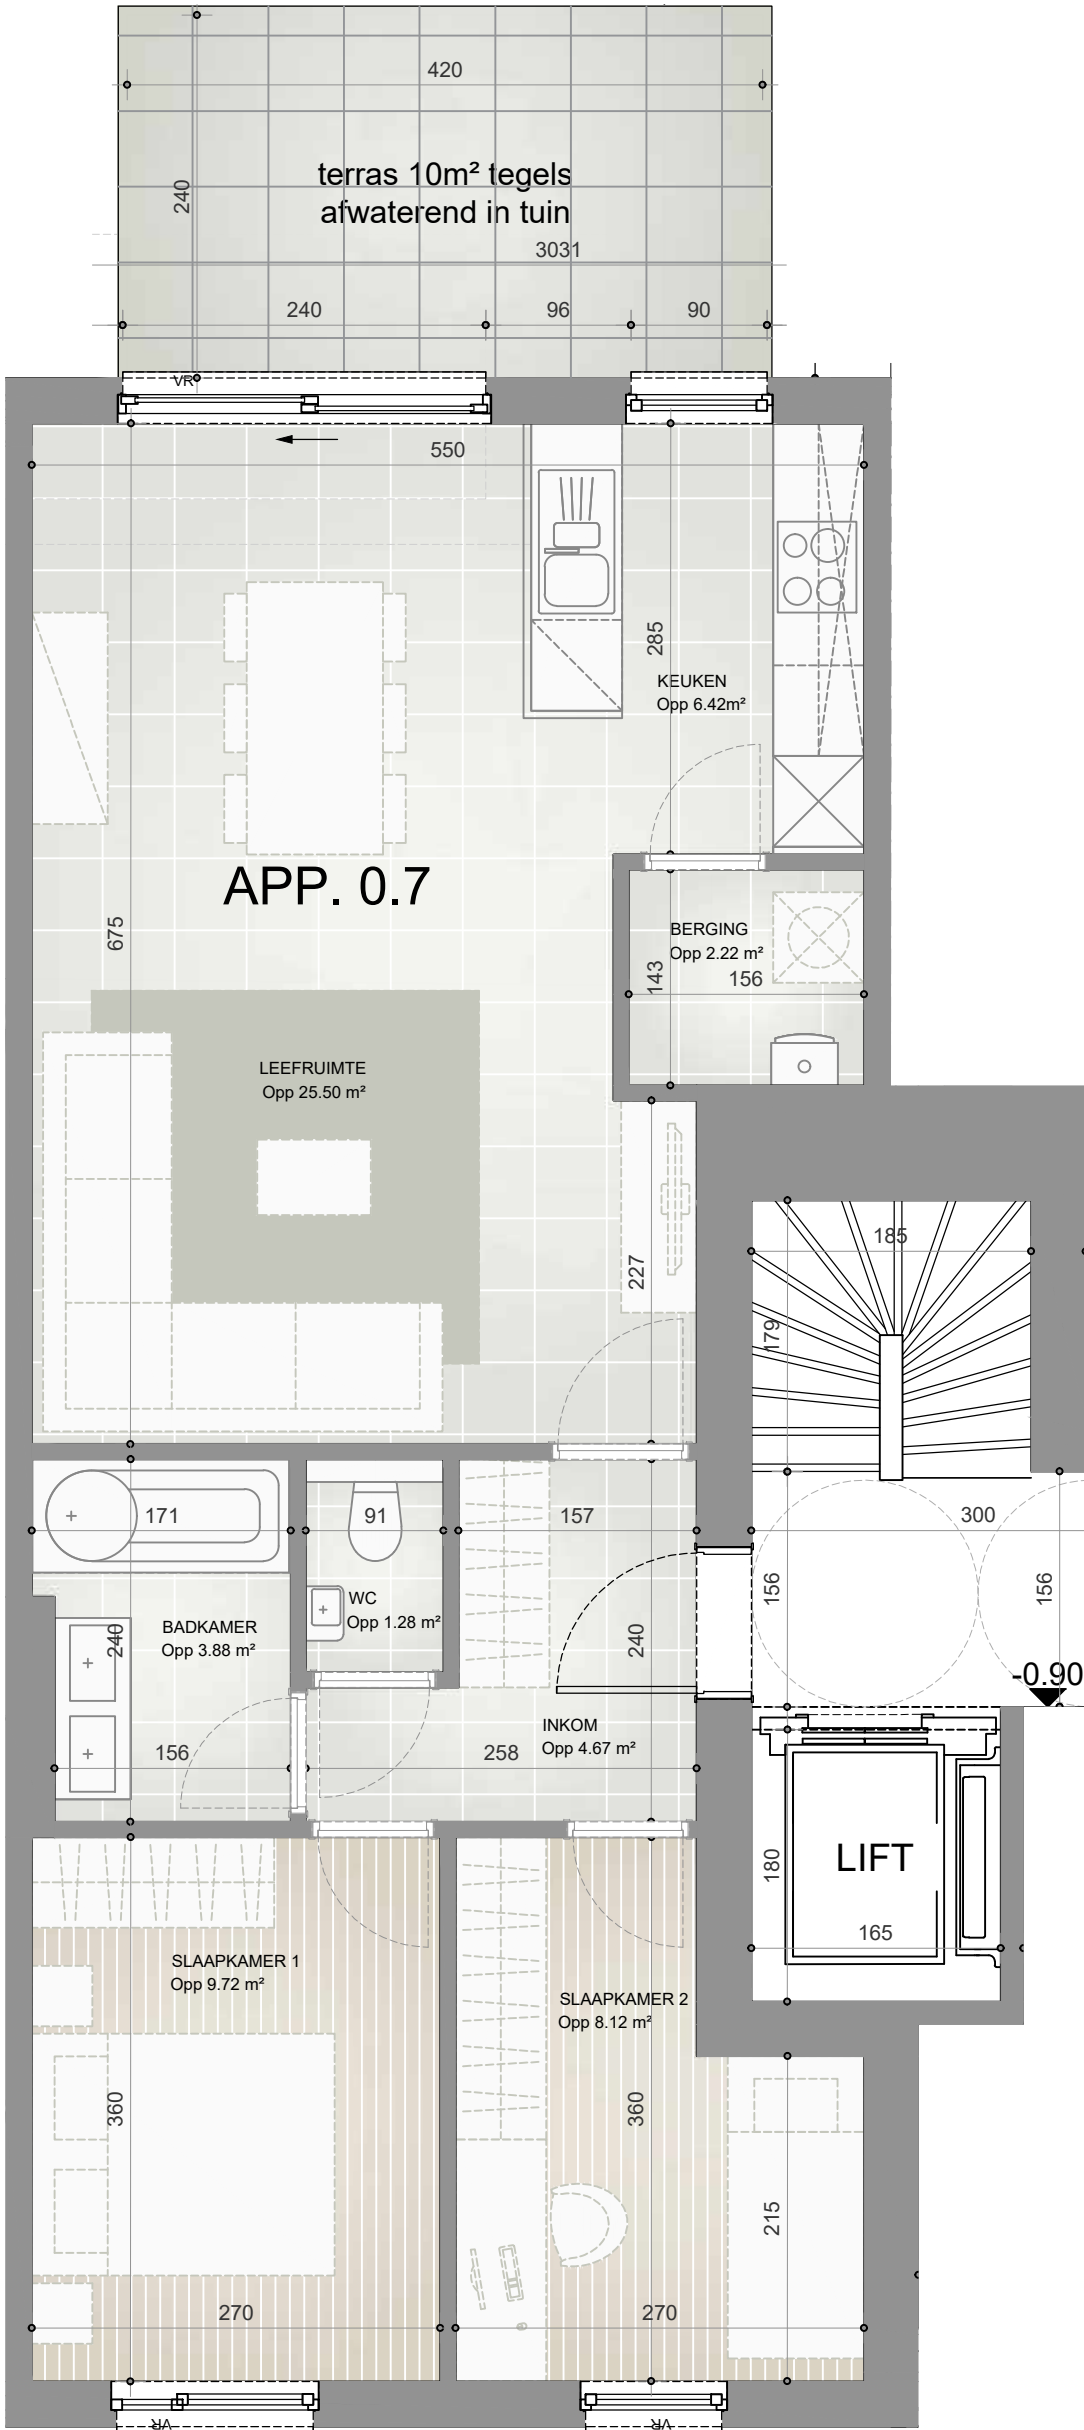 420
terras 10m² tegels
afwaterend in tuin
240
3031
240
96
90
VR
550
285
KEUKEN
Opp 6.42m²
APP. 0.7
675
BERGING
Opp 2.22 m²
143
156
LEEFRUIMTE
Opp 25.50 m²
227
185
179
171
91
157
300
WC
Opp 1.28 m²
156
156
BADKAMER
Opp 3.88 m²
240
240
-0.90
INKOM
Opp 4.67 m²
156
258
LIFT
180
165
SLAAPKAMER 1
Opp 9.72 m²
SLAAPKAMER 2
Opp 8.12 m²
360
360
215
270
270
VR
VR